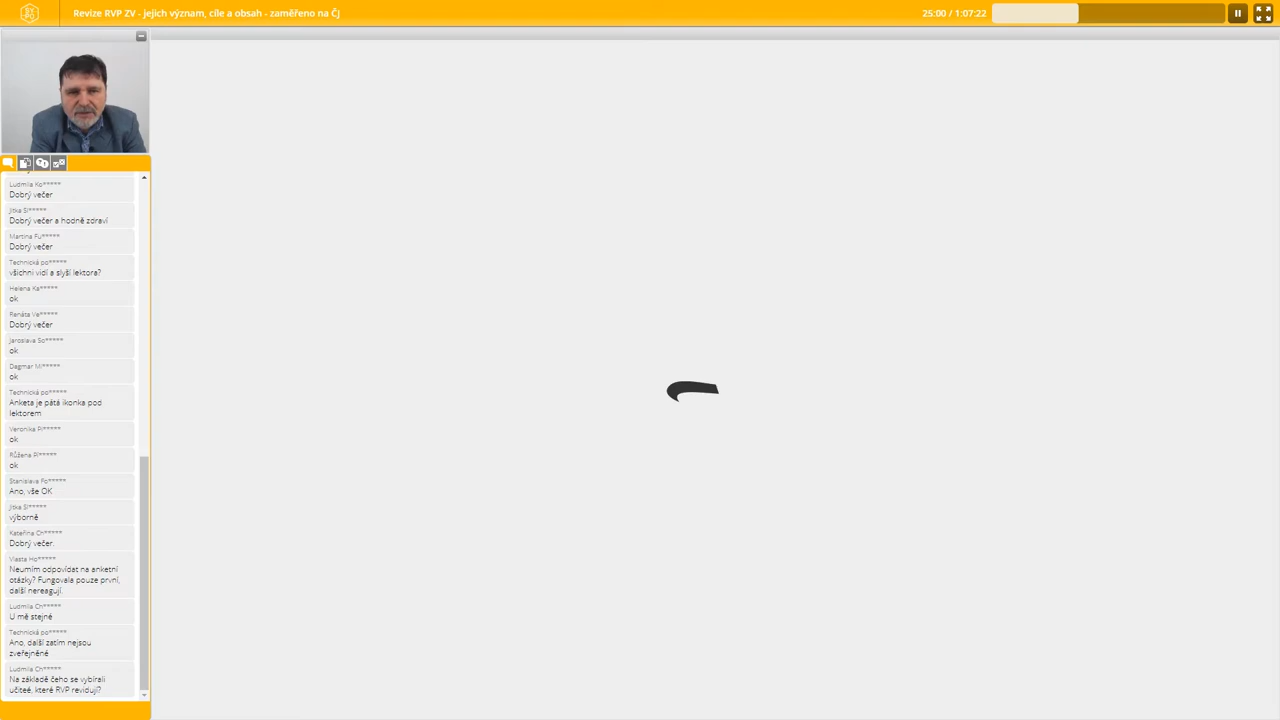 Revize RVP ZV - jejich význam, cíle a obsah - zaměřeno na ČJ
25:00 / 1:07:22
Ludmila Ko*****
Dobrý večer
Jitka Sl*****
Dobrý večer a hodně zdraví
Martina Fu*****
Dobrý večer
Technická po*****
všichni vidí a slyší lektora?
Helena Ka*****
ok
Renáta Ve*****
Dobrý večer
Jaroslava So*****
ok
Dagmar Mi*****
ok
Technická po*****
Anketa je pátá ikonka pod
lektorem
Veronika Pi*****
ok
Růžena Pí*****
ok
Stanislava Fo*****
Ano, vše OK
Jitka Sl*****
výborně
Kateřina Ch*****
Dobrý večer.
Vlasta Ho*****
Neumím odpovídat na anketní
otázky? Fungovala pouze první,
další nereagují.
Ludmila Ch*****
U mě stejné
Technická po*****
Ano, další zatím nejsou
zveřejněné
Ludmila Ch*****
Na základě čeho se vybírali
učiteé, které RVP revidují?